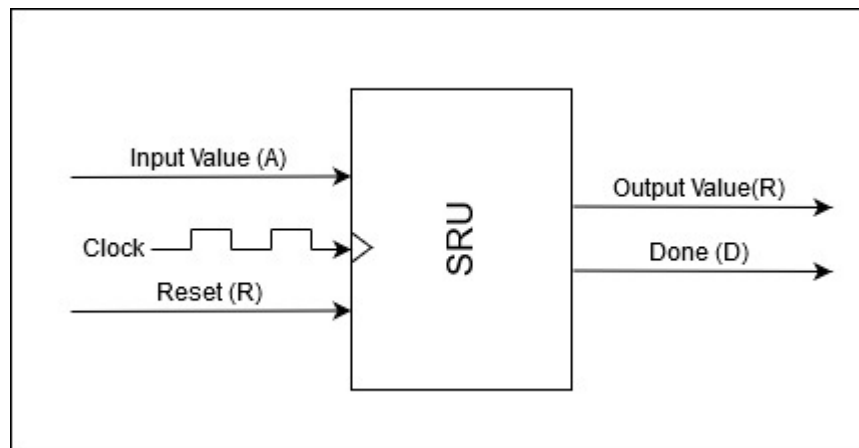 Input Value (A)
Clock
Reset (R)
SRU
Output Value(R)
Done (D)